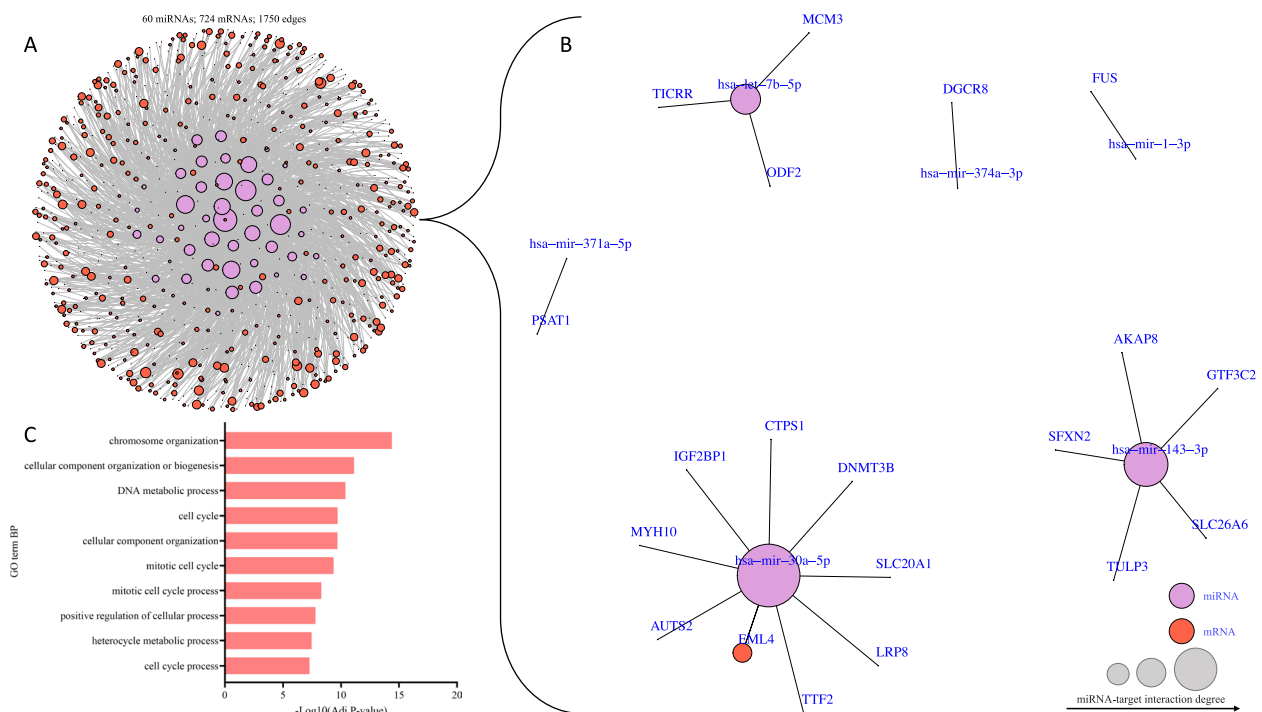 60 miRNAs; 724 mRNAs; 1750 edges
A
B
MCM3
hsa–let–7b–5p
TICRR
ODF2
DGCR8
hsa–mir–374a–3p
FUS
hsa–mir–1–3p
hsa–mir–371a–5p
PSAT1
AKAP8
GTF3C2
SFXN2
hsa–mir–143–3p
SLC26A6
TULP3
CTPS1
IGF2BP1
DNMT3B
MYH10
hsa–mir–30a–5p
SLC20A1
AUTS2
EML4
LRP8
TTF2
miRNA
mRNA
miRNA–target interaction degree
C
GO term BP
chromosome organization
cellular component organization or biogenesis
DNA metabolic process
cell cycle
cellular component organization
mitotic cell cycle
mitotic cell cycle process
positive regulation of cellular process
heterocycle metabolic process
cell cycle process
0 5 10 15 20
-Log10(Adj P-value)